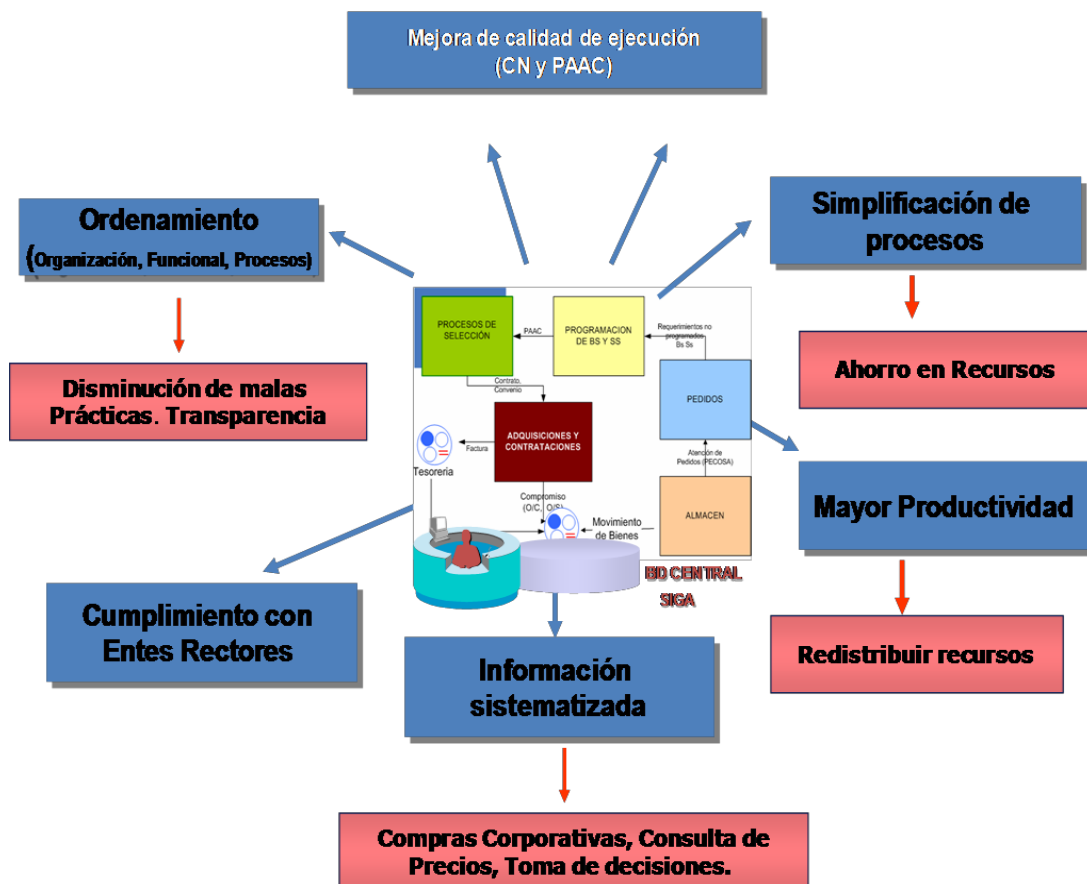 Mejora de calidad de ejecución
(CN y PAAC)
Ordenamiento
(Organización, Funcional, Procesos)
Simplificación de
procesos
Disminución de malas
Prácticas. Transparencia
Ahorro en Recursos
PROCESOS DE
SELECCIÓN
PAAC
PROGRAMACION
DE BS Y SS
Requerimientos no
programados
Bs Ss
Contrato,
Convenio
PEDIDOS
ADQUISICIONES Y
CONTRATACIONES
Factura
Tesorería
Atención de
Pedidos (PECOSA)
Compromiso
(O/C, O/S)
Movimiento
de Bienes
ALMACEN
BD CENTRAL
SIGA
Mayor Productividad
Cumplimiento con
Entes Rectores
Información
sistematizada
Redistribuir recursos
Compras Corporativas, Consulta de
Precios, Toma de decisiones.